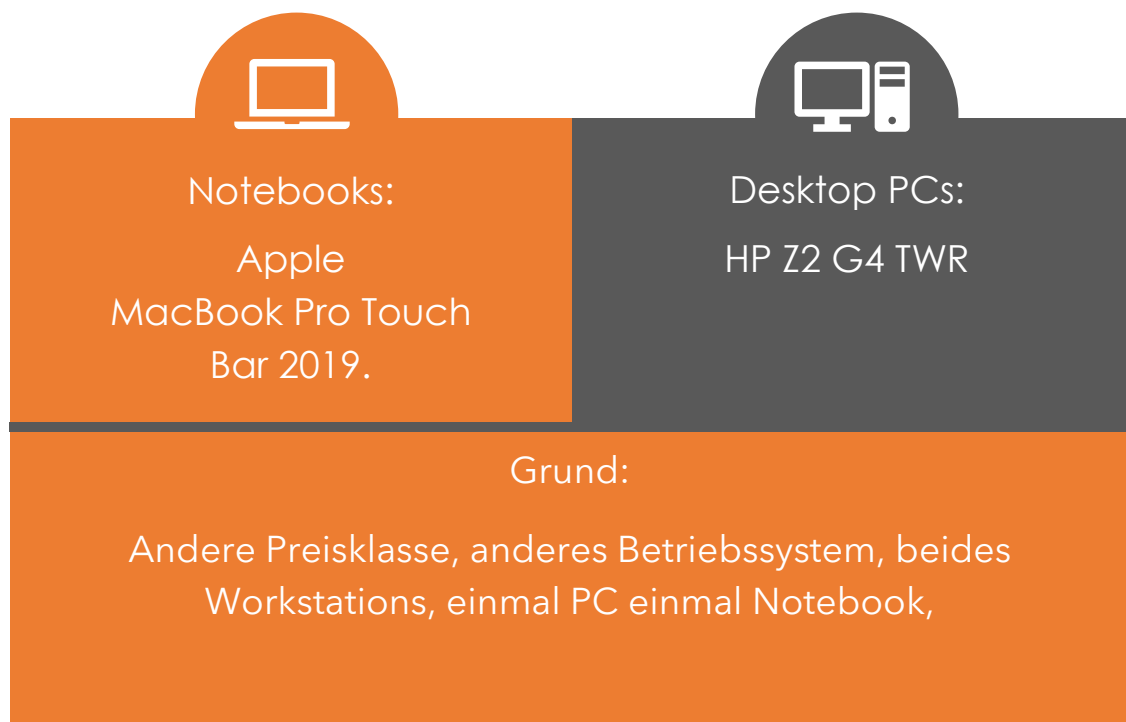 Notebooks:
Apple
MacBook Pro Touch
Bar 2019.
Desktop PCs:
HP Z2 G4 TWR
Grund:
Andere Preisklasse, anderes Betriebssystem, beides
Workstations, einmal PC einmal Notebook,